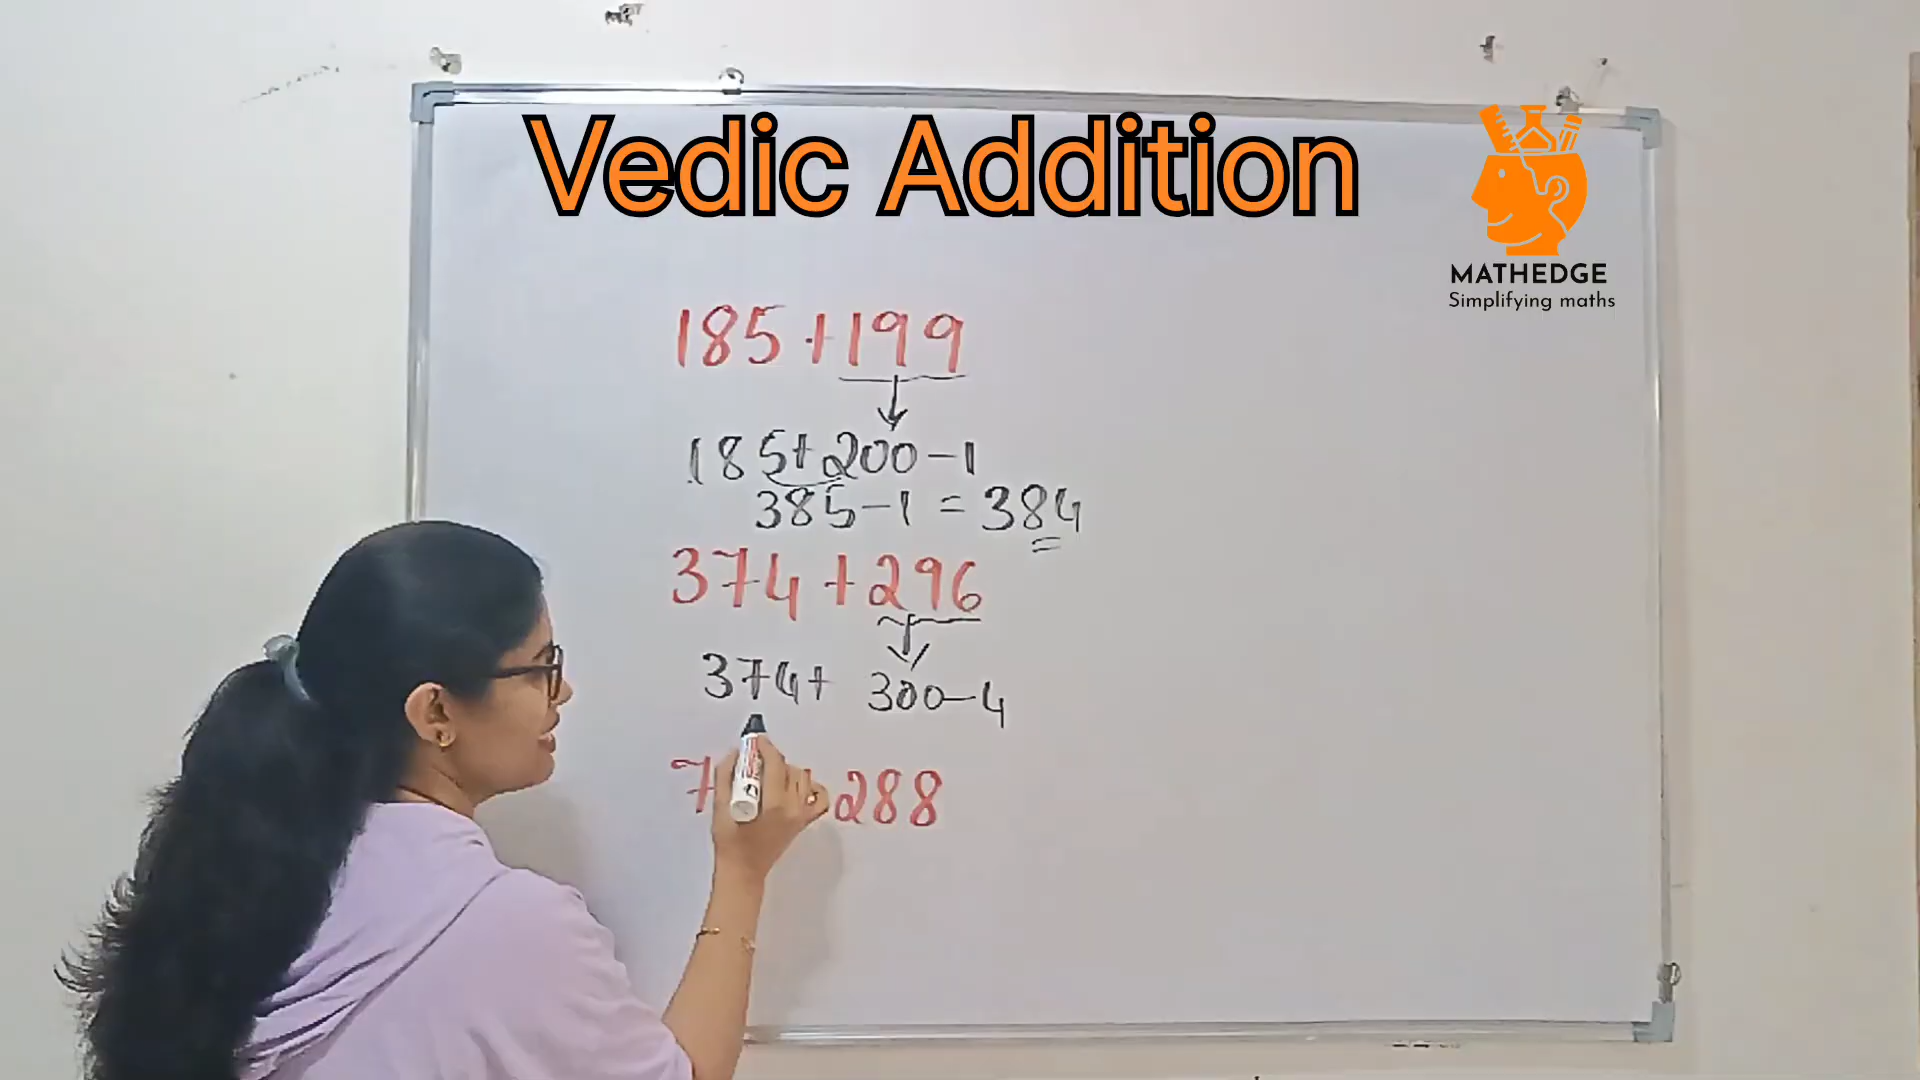 Vedic Addition
MATHEDGE
Simplifying maths
185+199
185+200-1
385-1 = 384
374+296
374+ 300-4
7 288